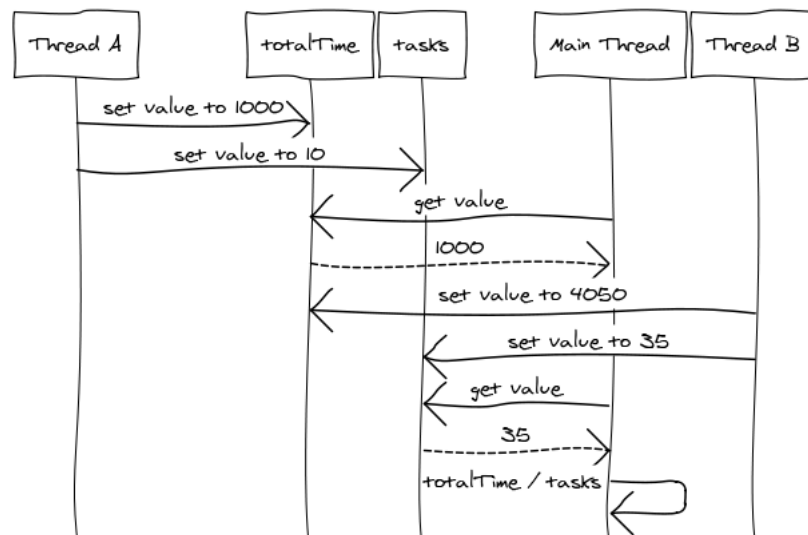 Thread A
totalTime
tasks
Main Thread
Thread B
set value to 1000
set value to 10
get value
1000
set value to 4050
set value to 35
get value
35
totalTime / tasks